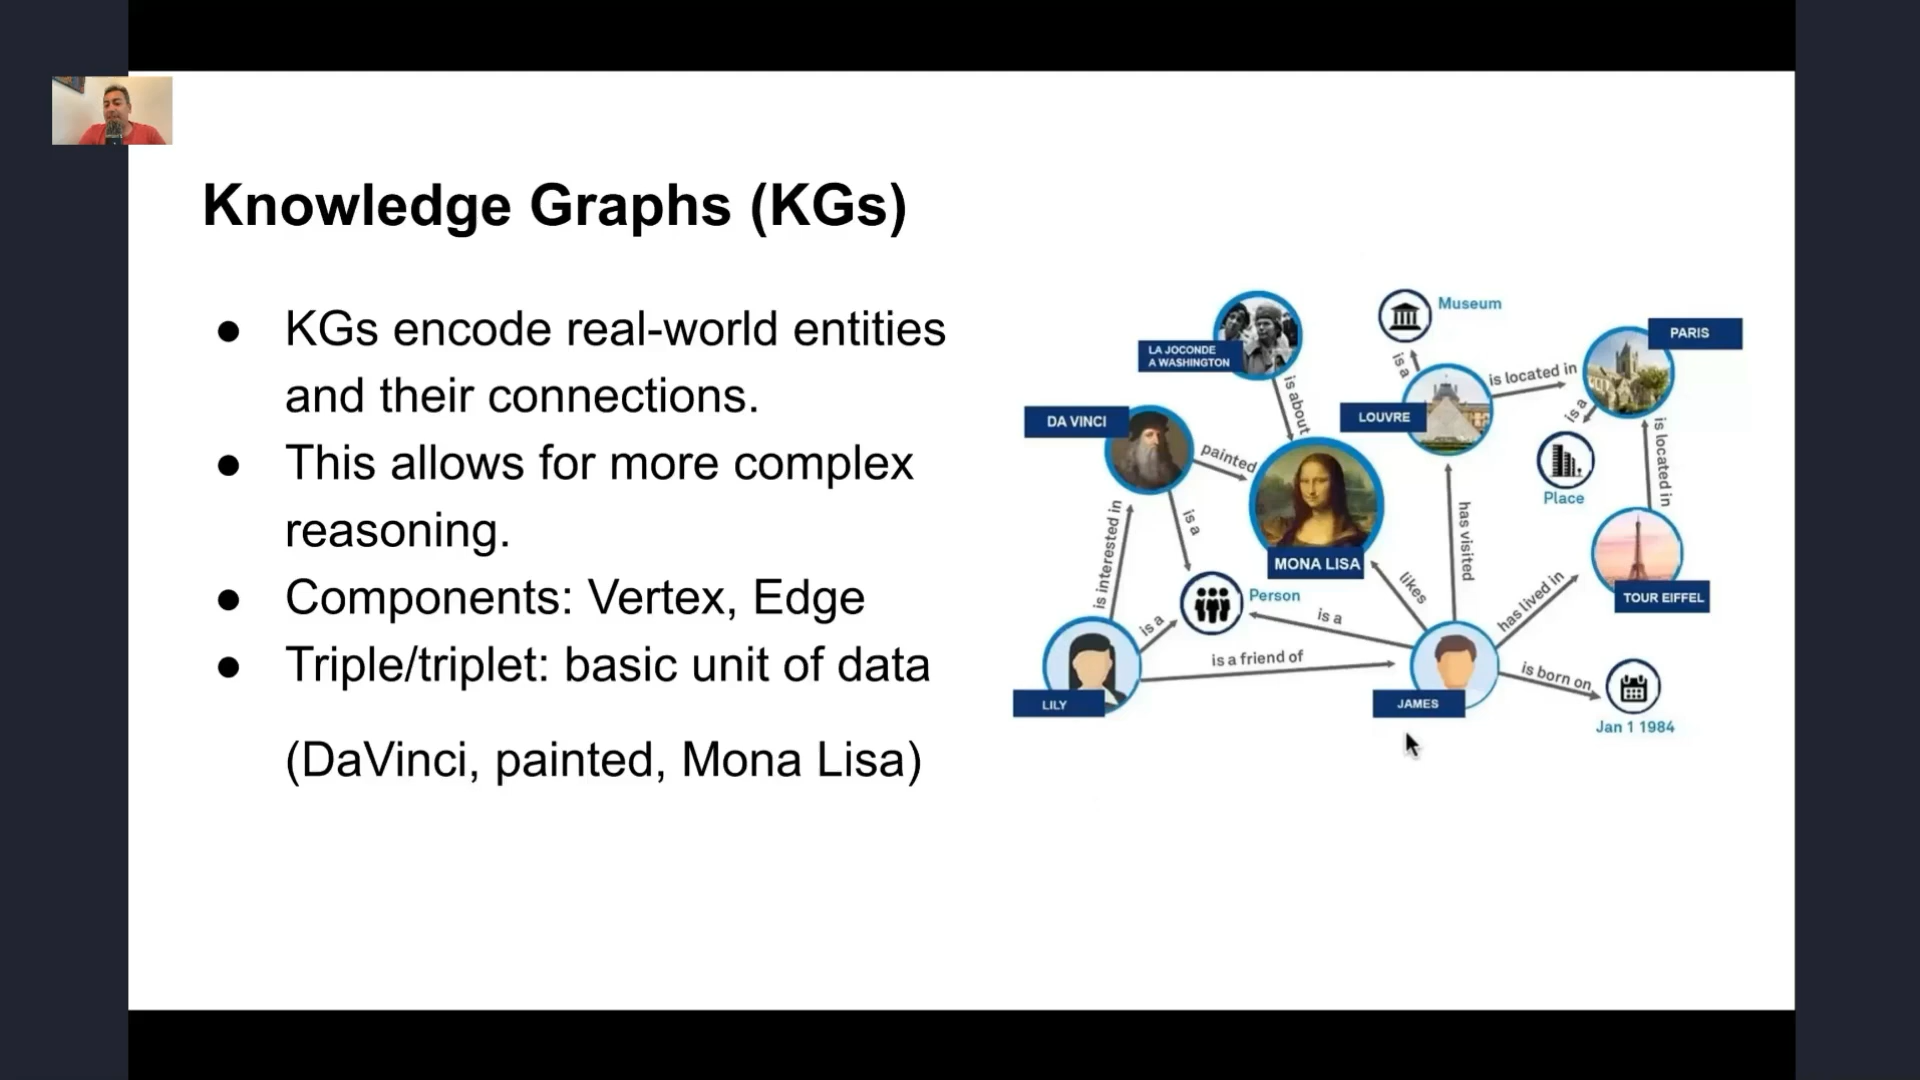 Knowledge Graphs (KGs)
● KGs encode real-world entities
and their connections.
● This allows for more complex
reasoning.
● Components: Vertex, Edge
● Triple/triplet: basic unit of data
(DaVinci, painted, Mona Lisa)
Museum
PARIS
LA JOCONDE
A WASHINGTON
is a
is located in
is about
LOUVRE
is a
DA VINCI
painted
is located in
Place
is a
is interested in
has visited
MONA LISA
likes
has lived in
TOUR EIFFEL
Person
is a
is a
is a friend of
is born on
LILY
JAMES
Jan 1 1984